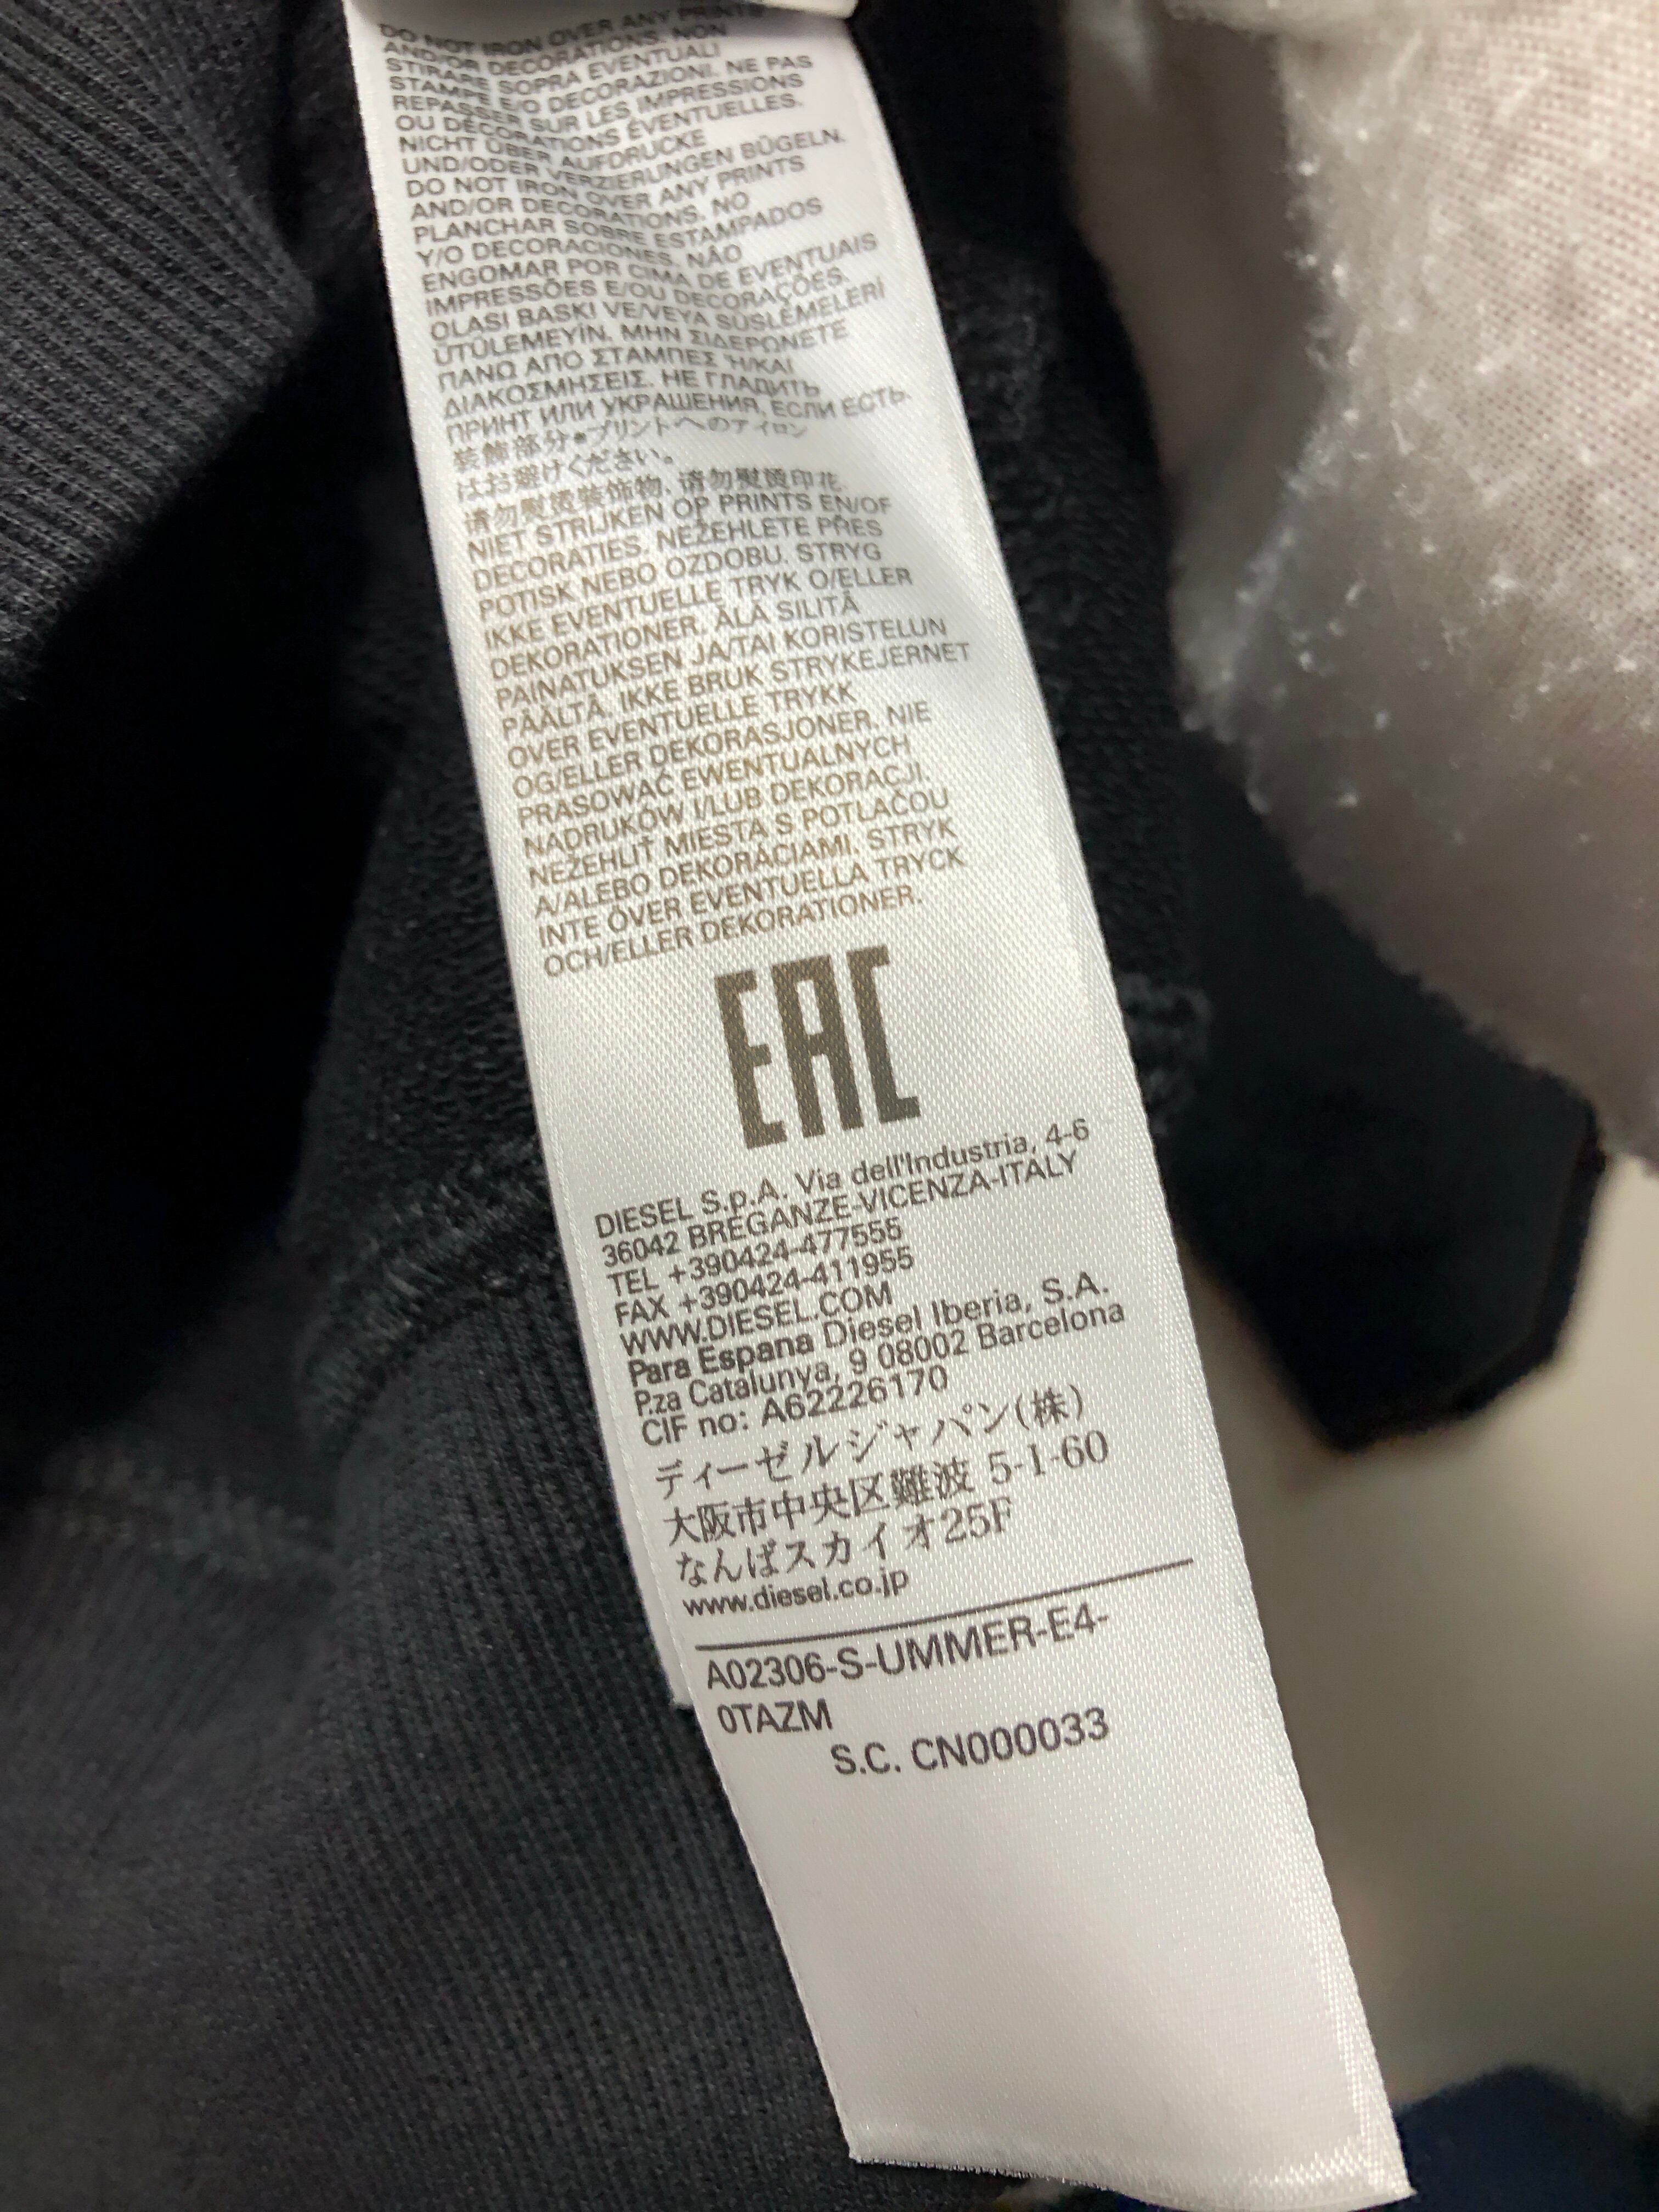 DO NOT IRON OVER ANY PRINTS
AND/OR DECORATIONS. NON
STIRARE SOPRA EVENTUALI
STAMPE E/O DECORAZIONI. NE PAS
REPASSER SUR LES IMPRESSIONS
OU DÉCORATIONS ÉVENTUELLES.
NICHT ÜBER AUFDRUCKE
UND/ODER VERZIERUNGEN BÜGELN.
DO NOT IRON OVER ANY PRINTS
AND/OR DECORATIONS. NO
PLANCHAR SOBRE ESTAMPADOS
Y/O DECORACIONES. NÃO
ENGOMAR POR CIMA DE EVENTUAIS
IMPRESSÕES E/OU DECORAÇÕES.
OLASI BASKI VE/VEYA SÜSLEMELERİ
ÜTÜLEMEYİN. ΜΗΝ ΣΙΔΕΡΩΝΕΤΕ
ΠΑΝΩ ΑΠΟ ΣΤΑΜΠΕΣ Ή/ΚΑΙ
ΔΙΑΚΟΣΜΗΣΕΙΣ. НЕ ГЛАДИТЬ
ПРИНТ ИЛИ УКРАШЕНИЯ, ЕСЛИ ЕСТЬ.
装飾部分●プリントへのアイロン
はお避けください。
请勿熨烫装饰物、请勿熨烫印花.
NIET STRIJKEN OP PRINTS EN/OF
DECORATIES. NEŽEHLETE PŘES
POTISK NEBO OZDOBU. STRYG
IKKE EVENTUELLE TRYK O/ELLER
DEKORATIONER. ÄLÄ SILITÄ
PAINATUKSEN JA/TAI KORISTELUN
PÄÄLTÄ. IKKE BRUK STRYKEJERNET
OVER EVENTUELLE TRYKK
OG/ELLER DEKORASJONER. NIE
PRASOWAĆ EWENTUALNYCH
NADRUKÓW I/LUB DEKORACJI.
NEŽEHLIŤ MIESTA S POTLAČOU
A/ALEBO DEKORÁCIAMI. STRYK
INTE ÖVER EVENTUELLA TRYCK
OCH/ELLER DEKORATIONER.
EAC
DIESEL S.p.A. Via dell'Industria, 4-6
36042 BREGANZE-VICENZA-ITALY
TEL +390424-477555
FAX +390424-411955
WWW.DIESEL.COM
Para Espana Diesel Iberia, S.A.
P.za Catalunya, 9 08002 Barcelona
CIF no: A62226170
ディーゼルジャパン(株)
大阪市中央区難波 5-1-60
なんばスカイオ25F
www.diesel.co.jp
A02306-S-UMMER-E4-
0TAZM
S.C. CN000033